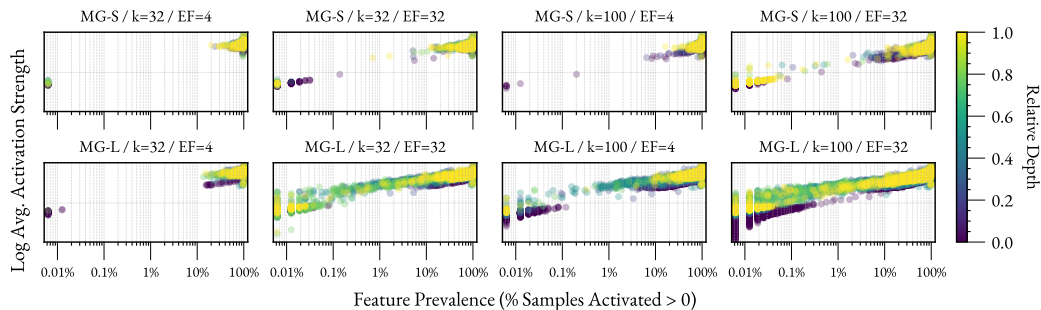 MG-S / k=32 / EF=4
MG-S / k=32 / EF=32
MG-S / k=100 / EF=4
MG-S / k=100 / EF=32
MG-L / k=32 / EF=4
MG-L / k=32 / EF=32
MG-L / k=100 / EF=4
MG-L / k=100 / EF=32
Log Avg. Activation Strength
0.01% 0.1% 1% 10% 100%
0.01% 0.1% 1% 10% 100%
0.01% 0.1% 1% 10% 100%
0.01% 0.1% 1% 10% 100%
Feature Prevalence (% Samples Activated > 0)
1.0
0.8
0.6
0.4
0.2
0.0
Relative Depth